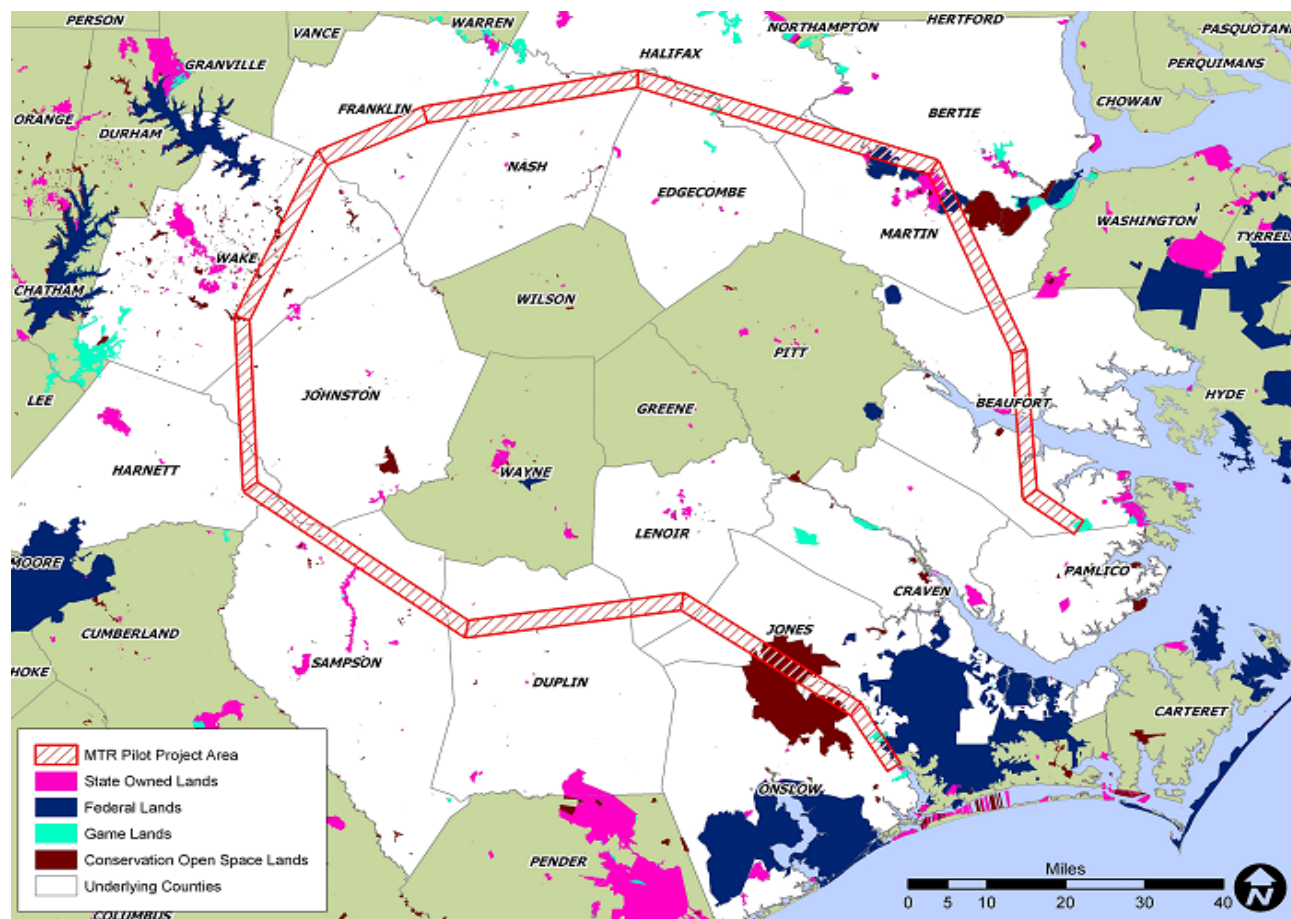 PERSON
VANCE
WARREN
NORTHAMPTON
HERTFORD
PASQUOTAN
GRANVILLE
HALIFAX
PERQUIMANS
FRANKLIN
CHOWAN
ORANGE
DURHAM
BERTIE
NASH
EDGECOMBE
WASHINGTON
MARTIN
TYRREL
WAKE
CHATHAM
WILSON
PITT
JOHNSTON
HYDE
LEE
GREENE
BEAUFORT
HARNETT
WAYNE
LENOIR
MOORE
PAMLICO
CRAVEN
CUMBERLAND
JONES
SAMPSON
HOKE
DUPLIN
CARTERET
ONSLOW
PENDER
COLUMBUS
MTR Pilot Project Area
State Owned Lands
Federal Lands
Game Lands
Conservation Open Space Lands
Underlying Counties
Miles
0 5 10 20 30 40
N